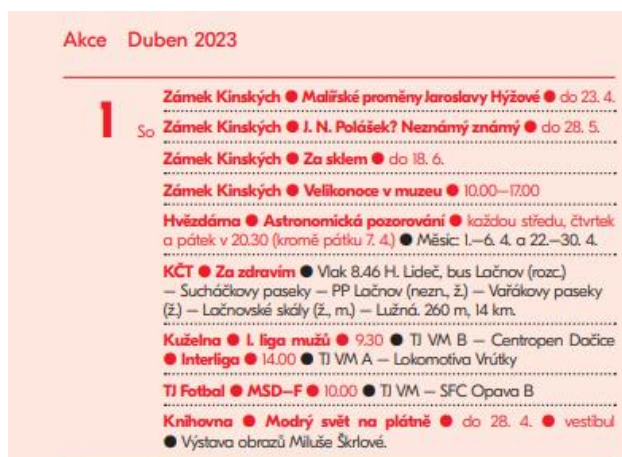 Akce Duben 2023
Zámek Kinských ● Malířské proměny Jaroslavy Hýžové ● do 23. 4.
1 So Zámek Kinských ● J. N. Polášek? Neznámý známý ● do 28. 5.
Zámek Kinských ● Za sklem ● do 18. 6.
Zámek Kinských ● Velikonoce v muzeu ● 10.00–17.00
Hvězdárna ● Astronomická pozorování ● každou středu, čtvrtek
a pátek v 20.30 (kromě pátku 7. 4.) ● Měsíc: 1.–6. 4. a 22.–30. 4.
KČT ● Za zdravím ● Vlak 8.46 H. Lideč, bus Lačnov (rozc.)
– Sucháčkovy paseky – PP Lačnov (nezn., ž.) – Vařákovy paseky
(ž.) – Lačnovské skály (ž., m.) – Lužná. 260 m, 14 km.
Kuželna ● I. liga mužů ● 9.30 ● TJ VM B – Centropen Dačice
● Interliga ● 14.00 ● TJ VM A – Lokomotiva Vrútky
TJ Fotbal ● MSD–F ● 10.00 ● TJ VM – SFC Opava B
Knihovna ● Modrý svět na plátně ● do 28. 4. ● vestibul
● Výstava obrazů Miluše Škrlové.